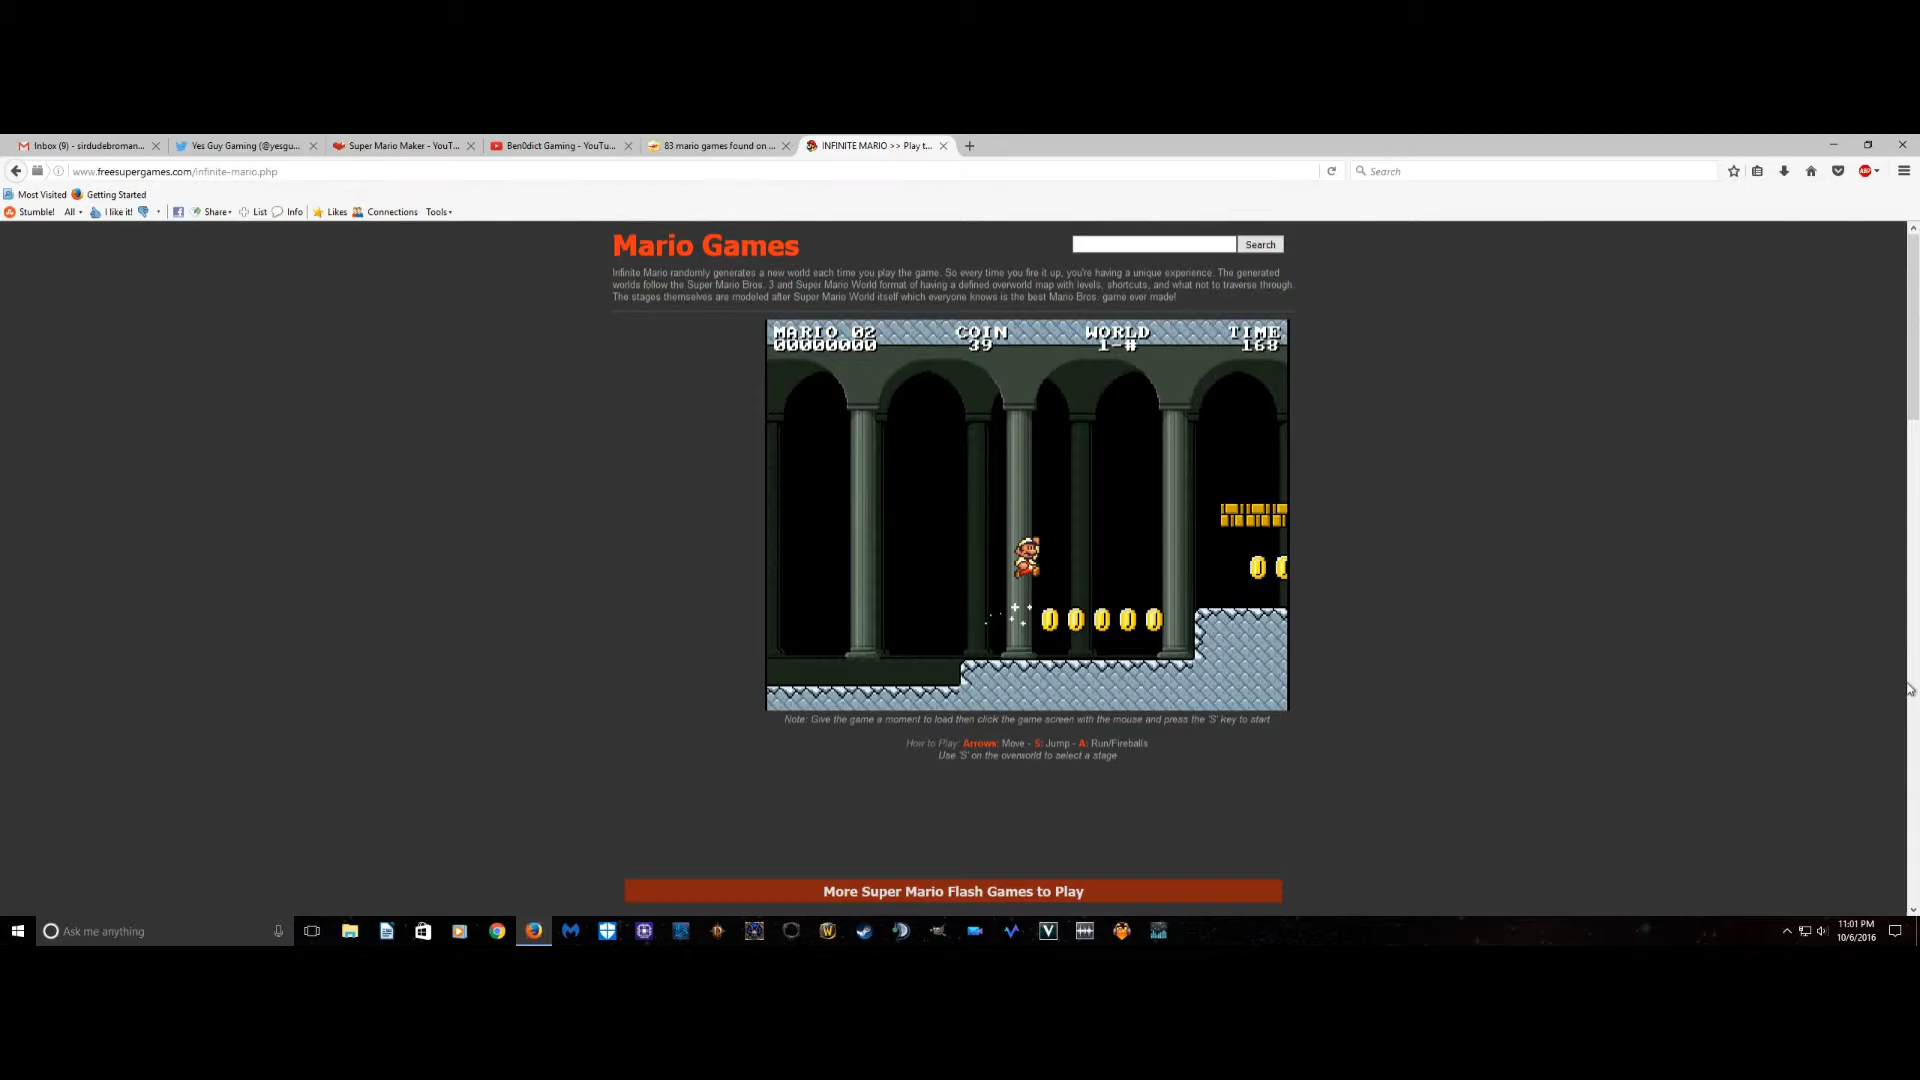 Inbox (9) - sirdudebroman...
Yes Guy Gaming (@yesgu...
Super Mario Maker - YouT...
Ben0dict Gaming - YouTu...
83 mario games found on ...
INFINITE MARIO >> Play t...
www.freesupergames.com/infinite-mario.php
Search
Most Visited
Getting Started
Stumble!
All
I like it!
Share
List
Info
Likes
Connections
Tools
Mario Games
Search
Infinite Mario randomly generates a new world each time you play the game. So every time you fire it up, you're having a unique experience. The generated
worlds follow the Super Mario Bros. 3 and Super Mario World format of having a defined overworld map with levels, shortcuts, and what not to traverse through.
The stages themselves are modeled after Super Mario World itself which everyone knows is the best Mario Bros. game ever made!
MARIO 02 COIN WORLD TIME
00000000 39 1-# 168
Note: Give the game a moment to load then click the game screen with the mouse and press the 'S' key to start
How to Play: Arrows: Move - S: Jump - A: Run/Fireballs
Use 'S' on the overworld to select a stage
More Super Mario Flash Games to Play
Ask me anything
11:01 PM
10/6/2016